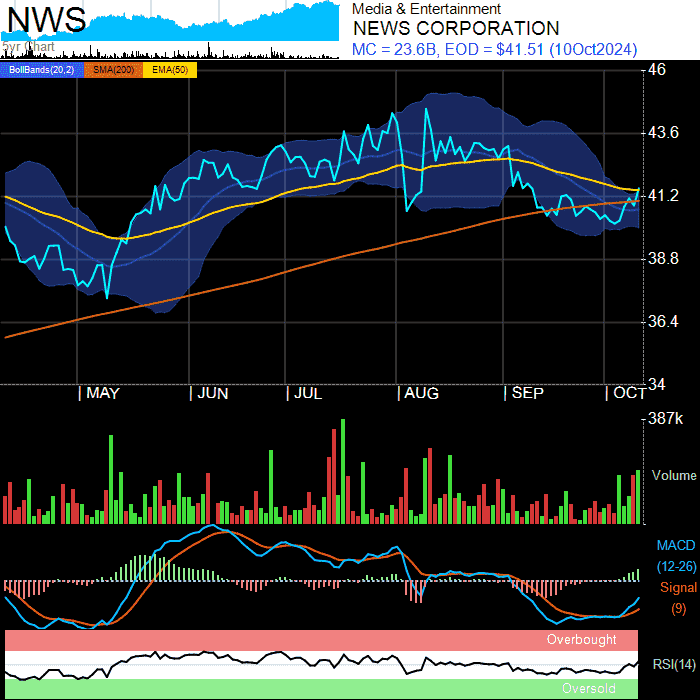 NWS
5yr Chart
Media & Entertainment
NEWS CORPORATION
MC = 23.6B, EOD = $41.51 (10Oct2024)
BollBands(20,2) SMA(200) EMA(50)
46
43.6
41.2
38.8
36.4
34
| MAY | JUN | JUL | AUG | SEP | OCT
387k
Volume
MACD
(12-26)
Signal
(9)
Overbought
RSI(14)
Oversold